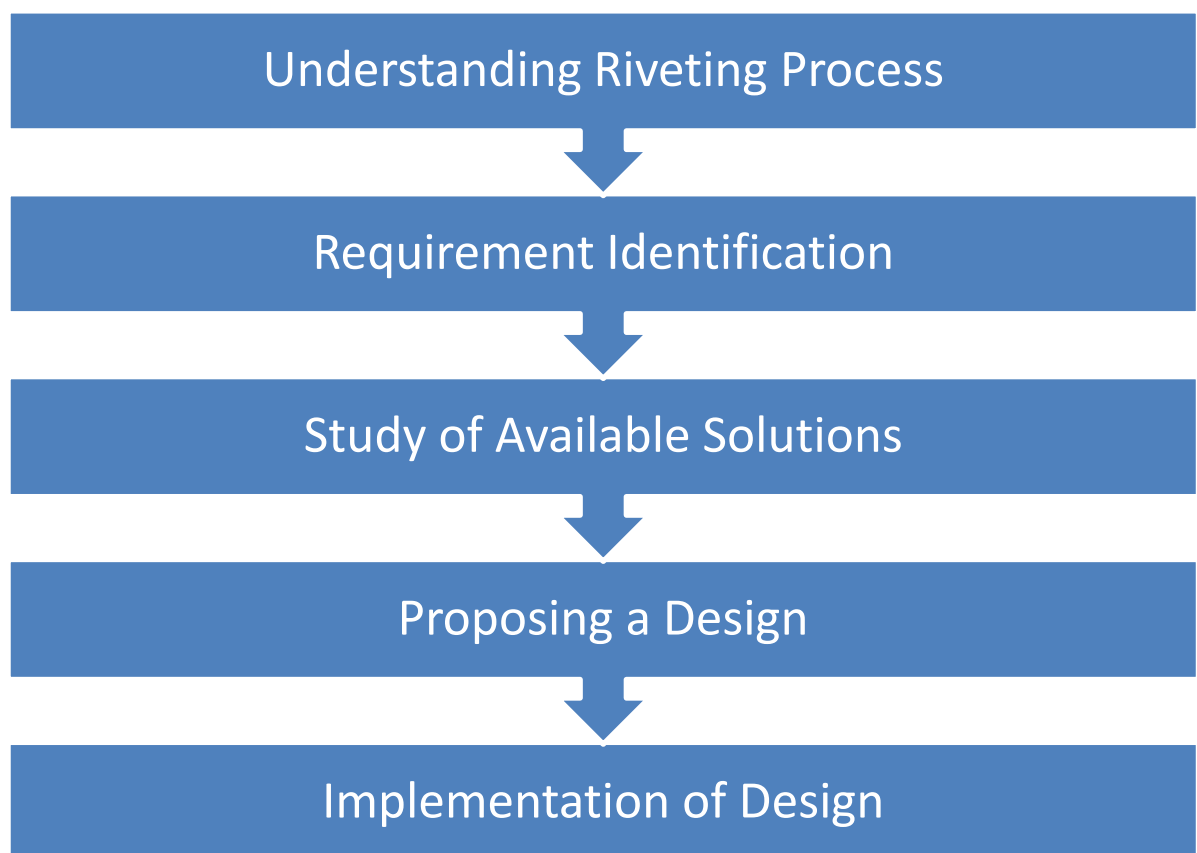 Understanding Riveting Process
Requirement Identification
Study of Available Solutions
Proposing a Design
Implementation of Design